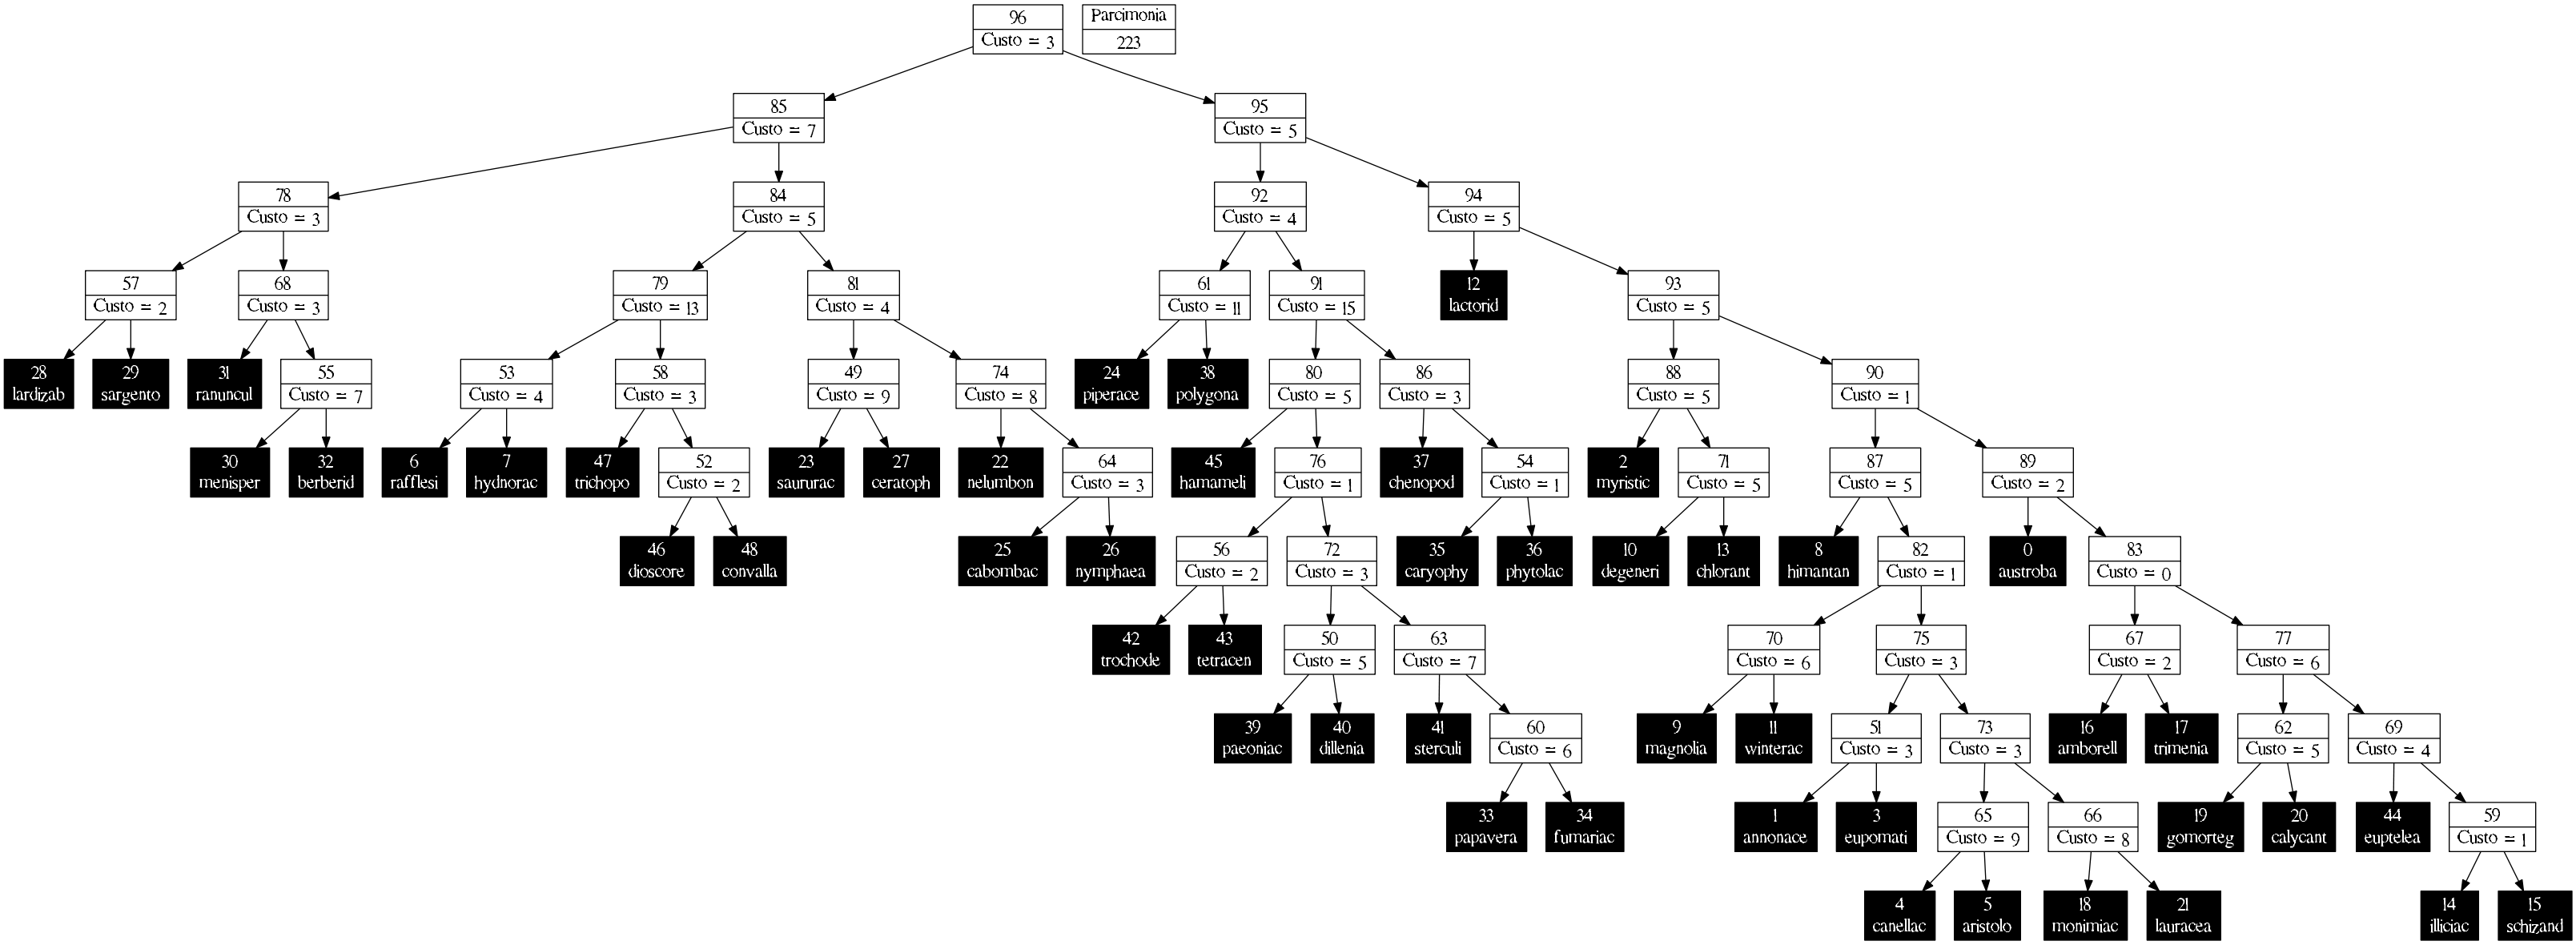 96
Custo = 3
Parcimonia
223
85
Custo = 7
95
Custo = 5
78
Custo = 3
84
Custo = 5
92
Custo = 4
94
Custo = 5
57
Custo = 2
68
Custo = 3
79
Custo = 13
81
Custo = 4
61
Custo = 11
91
Custo = 15
12
lactorid
93
Custo = 5
28
lardizab
29
sargento
31
ranuncul
55
Custo = 7
53
Custo = 4
58
Custo = 3
49
Custo = 9
74
Custo = 8
24
piperace
38
polygona
80
Custo = 5
86
Custo = 3
88
Custo = 5
90
Custo = 1
30
menisper
32
berberid
6
rafflesi
7
hydnorac
47
trichopo
52
Custo = 2
23
saururac
27
ceratoph
22
nelumbon
64
Custo = 3
45
hamameli
76
Custo = 1
37
chenopod
54
Custo = 1
2
myristic
71
Custo = 5
87
Custo = 5
89
Custo = 2
46
dioscore
48
convalla
25
cabombac
26
nymphaea
56
Custo = 2
72
Custo = 3
35
caryophy
36
phytolac
10
degeneri
13
chlorant
8
himantan
82
Custo = 1
0
austroba
83
Custo = 0
42
trochode
43
tetracen
50
Custo = 5
63
Custo = 7
70
Custo = 6
75
Custo = 3
67
Custo = 2
77
Custo = 6
39
paeoniac
40
dillenia
41
sterculi
60
Custo = 6
9
magnolia
11
winterac
51
Custo = 3
73
Custo = 3
16
amborell
17
trimenia
62
Custo = 5
69
Custo = 4
33
papavera
34
fumariac
1
annonace
3
eupomati
65
Custo = 9
66
Custo = 8
19
gomorteg
20
calycant
44
euptelea
59
Custo = 1
4
canellac
5
aristolo
18
monimiac
21
lauracea
14
illiciac
15
schizand